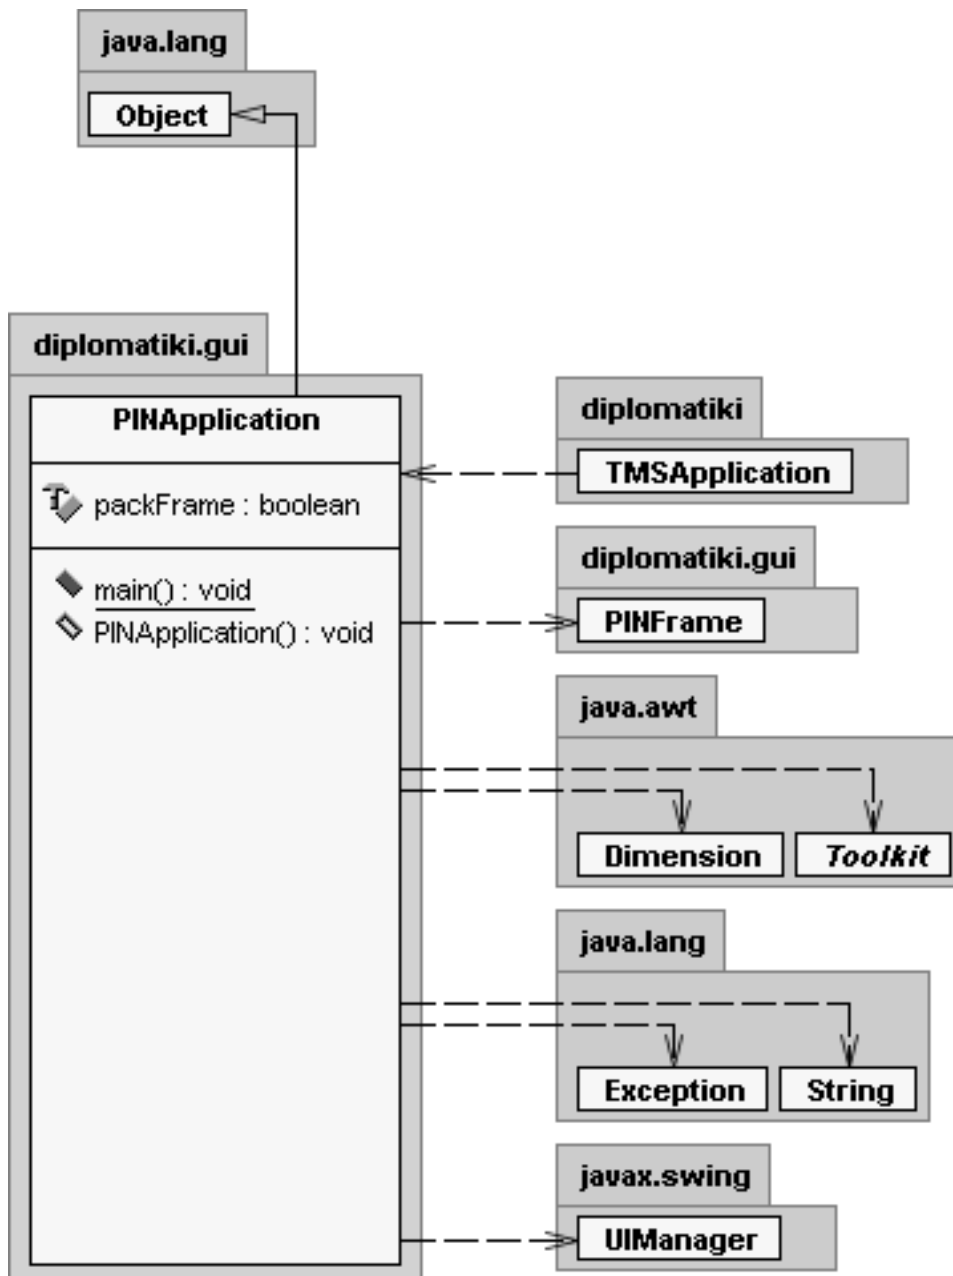 java.lang
Object
diplomatiki.gui
PINApplication
packFrame : boolean
main() : void
PINApplication() : void
diplomatiki
TMSApplication
diplomatiki.gui
PINFrame
java.awt
Dimension
Toolkit
java.lang
Exception
String
javax.swing
UIManager